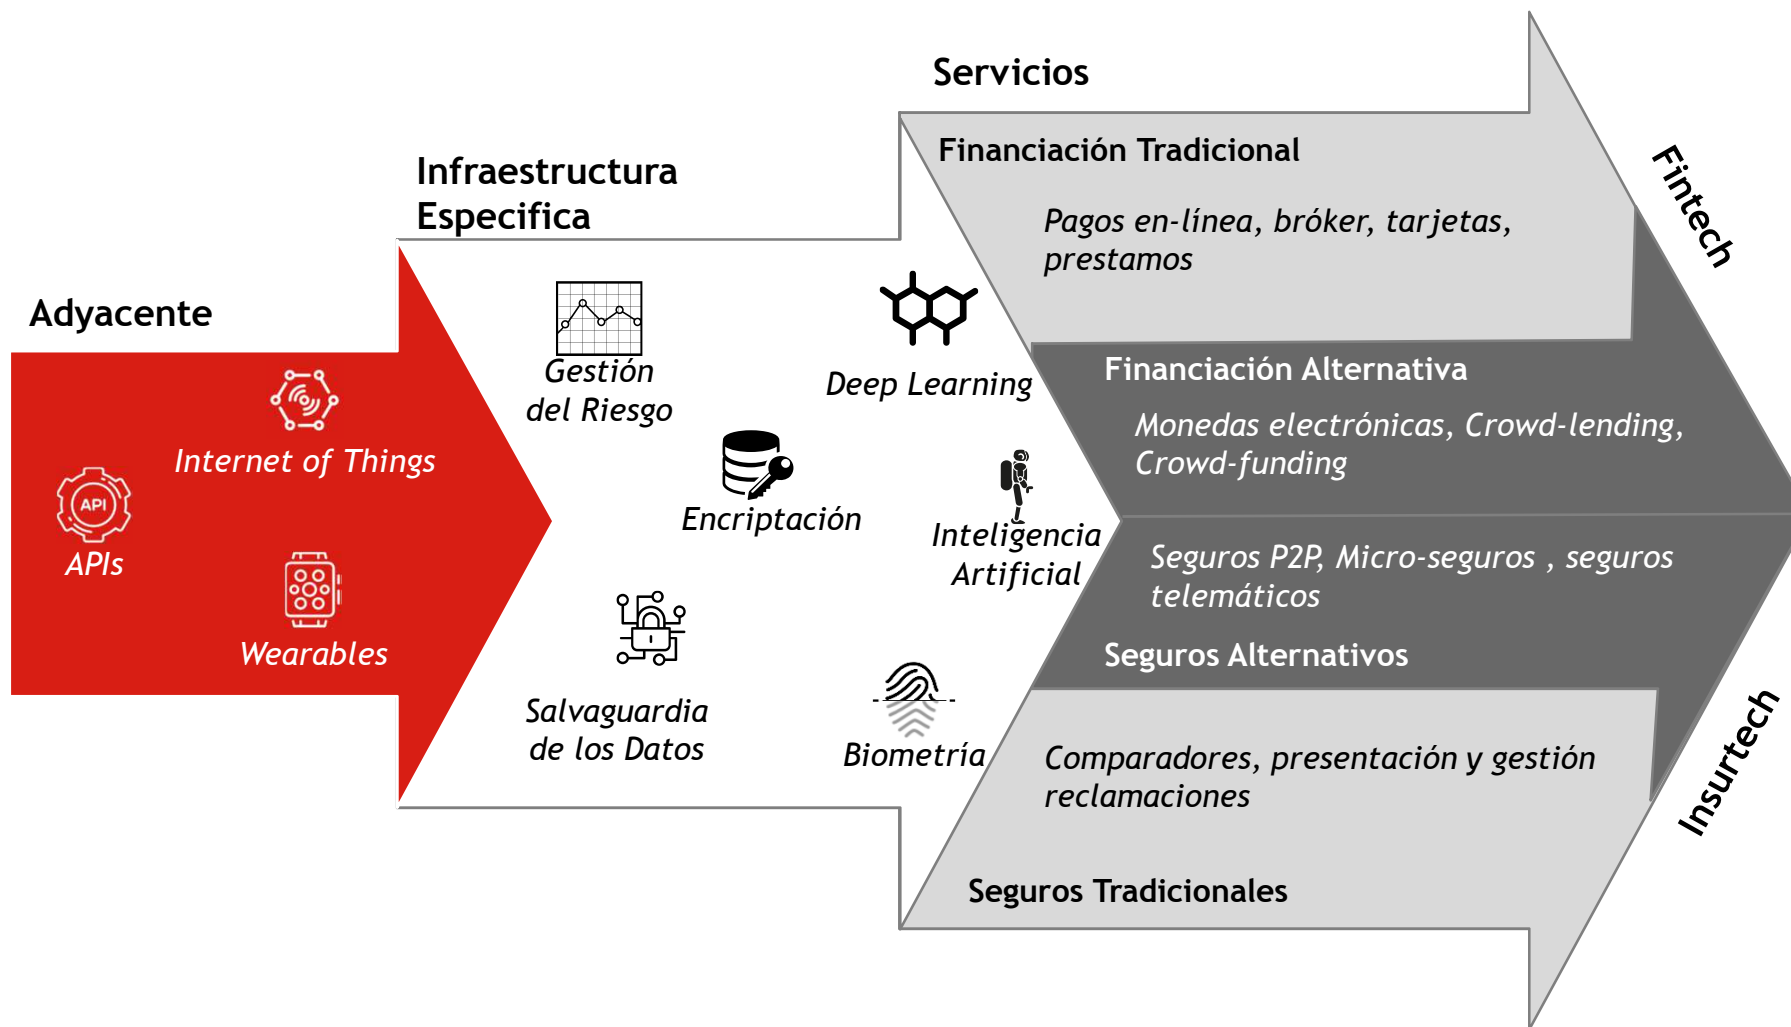 Adyacente
Internet of Things
API
APIs
Wearables
Infraestructura
Especifica
Gestión
del Riesgo
Deep Learning
Encriptación
Inteligencia
Artificial
Salvaguardia
de los Datos
Biometría
Servicios
Financiación Tradicional
Pagos en-línea, bróker, tarjetas,
prestamos
Financiación Alternativa
Monedas electrónicas, Crowd-lending,
Crowd-funding
Seguros P2P, Micro-seguros , seguros
telemáticos
Seguros Alternativos
Comparadores, presentación y gestión
reclamaciones
Seguros Tradicionales
Fintech
Insurtech